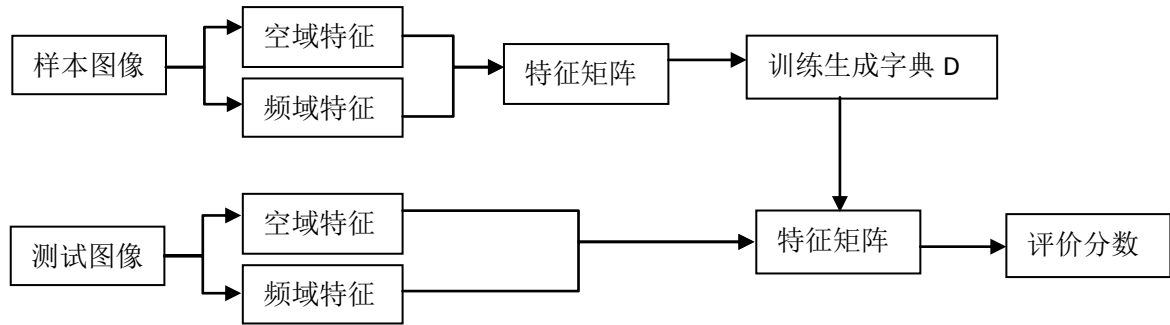 样本图像
空域特征
频域特征
特征矩阵
训练生成字典 D
测试图像
空域特征
频域特征
特征矩阵
评价分数